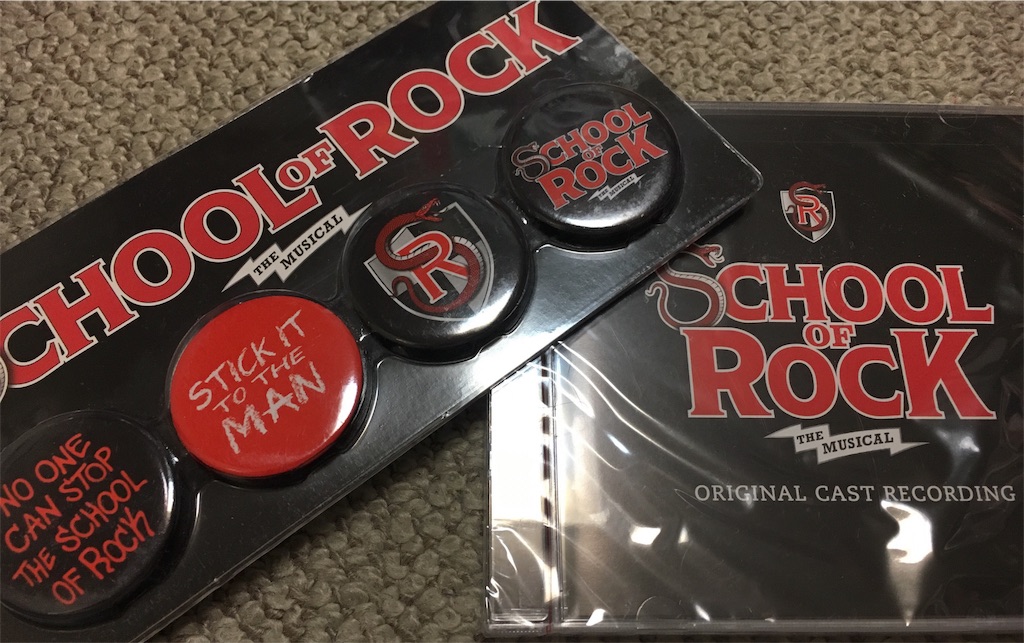 SCHOOL OF ROCK
THE MUSICAL
SCHOOL
OF
ROCK
THE MUSICAL
SR
STICK IT
TO THE
MAN
NO ONE
CAN STOP
THE SCHOOL
OF ROCK
SR
SCHOOL
OF
ROCK
THE MUSICAL
ORIGINAL CAST RECORDING